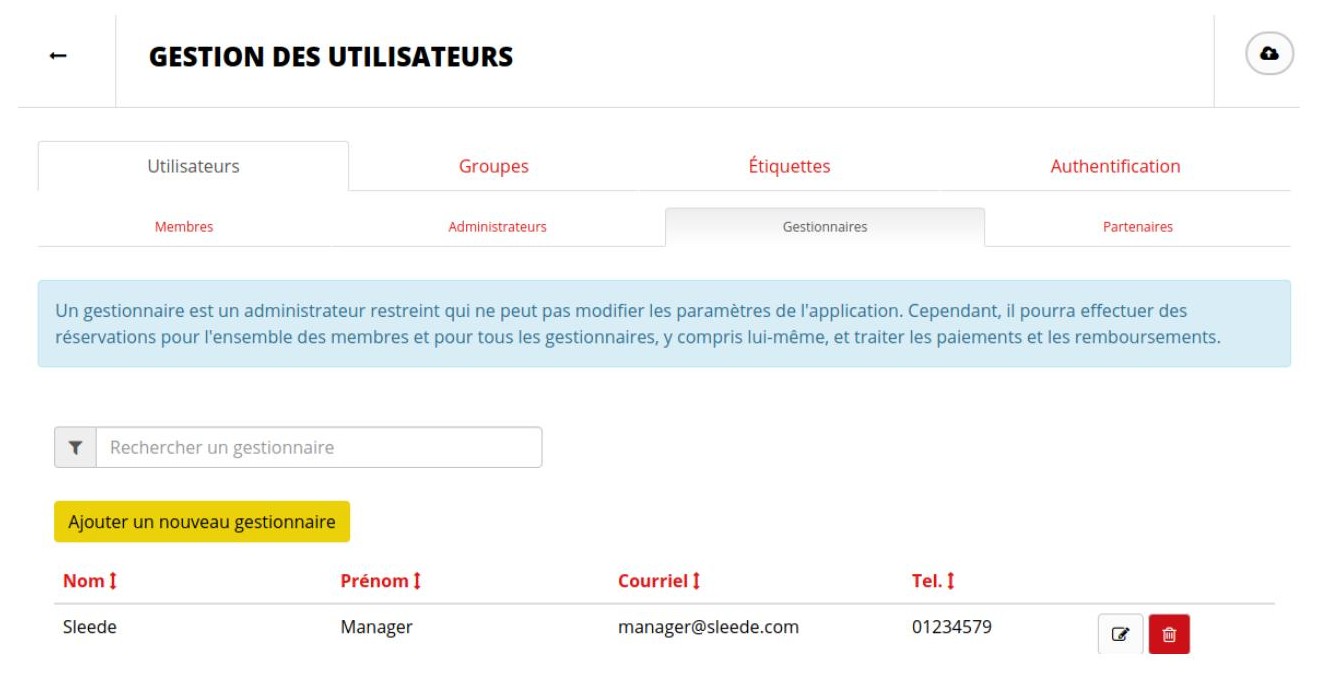 GESTION DES UTILISATEURS
Utilisateurs Groupes Étiquettes Authentification
Membres Administrateurs Gestionnaires Partenaires
Un gestionnaire est un administrateur restreint qui ne peut pas modifier les paramètres de l'application. Cependant, il pourra effectuer des
réservations pour l'ensemble des membres et pour tous les gestionnaires, y compris lui-même, et traiter les paiements et les remboursements.
Rechercher un gestionnaire
Ajouter un nouveau gestionnaire
Nom Prénom Courriel Tel.
Sleede Manager manager@sleede.com 01234579